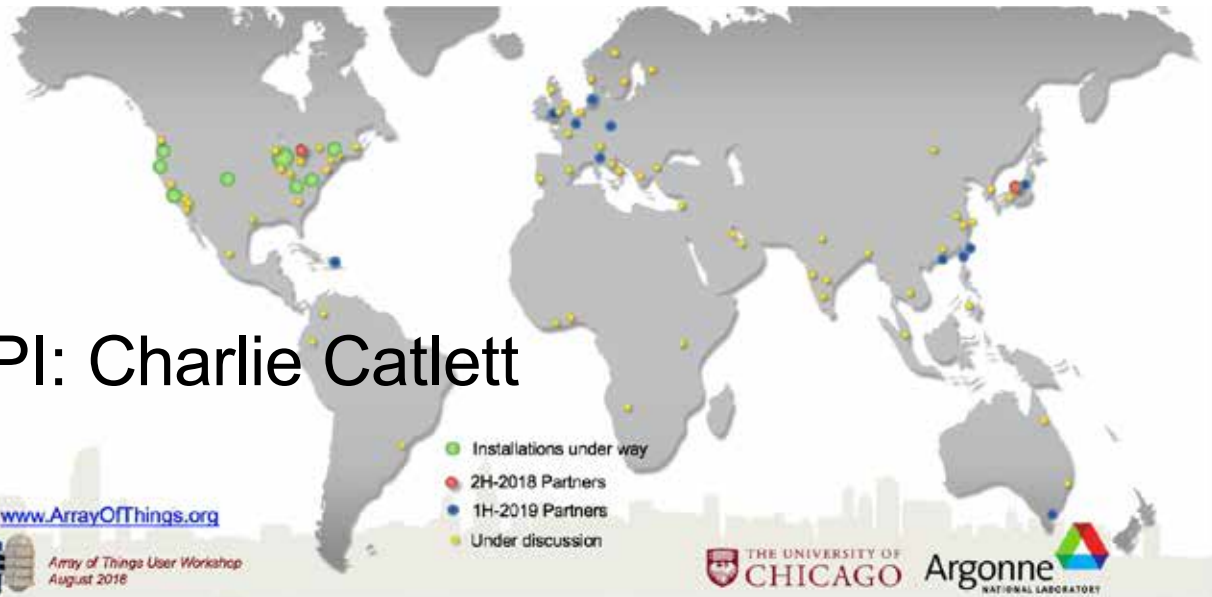 PI: Charlie Catlett
Installations under way
2H-2018 Partners
1H-2019 Partners
Under discussion
www.ArrayOfThings.org
Array of Things User Workshop
August 2018
THE UNIVERSITY OF
CHICAGO
Argonne
NATIONAL LABORATORY